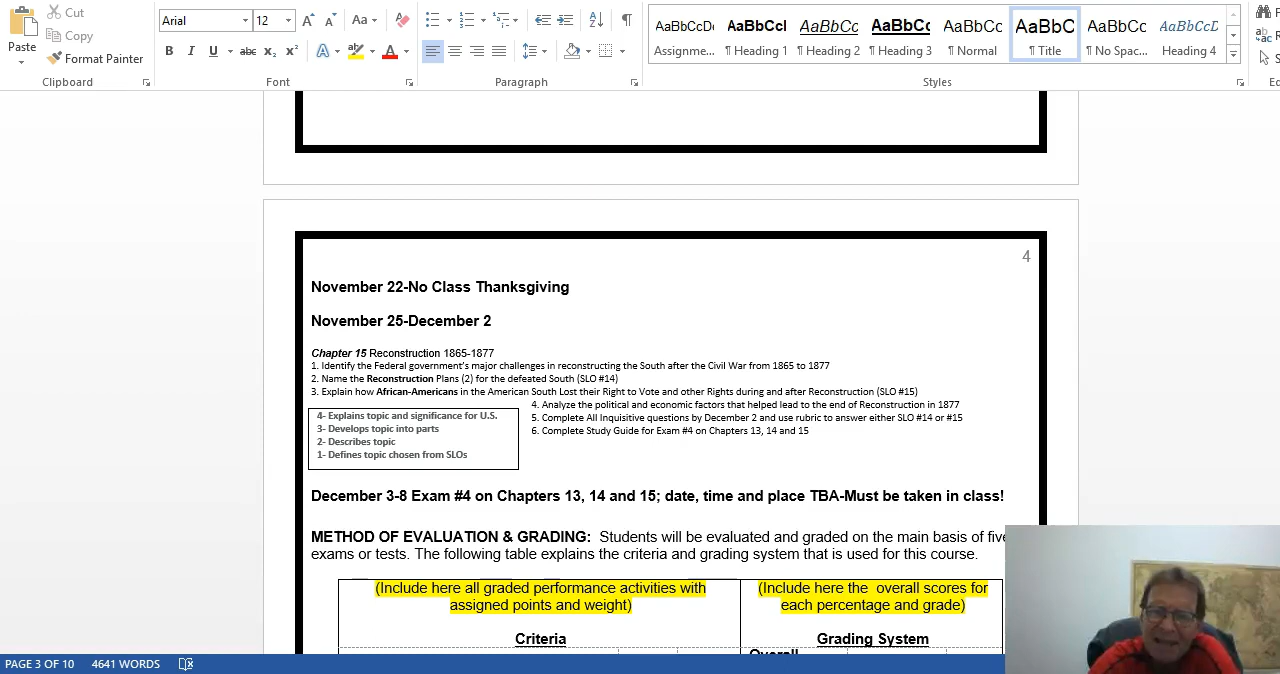 Paste
Cut
Copy
Format Painter
Clipboard
Arial
12
Font
Paragraph
AaBbCcDc
Assignme...
AaBbCcI
¶ Heading 1
AaBbCc
¶ Heading 2
AaBbCc
¶ Heading 3
AaBbCc
¶ Normal
AaBbC
¶ Title
AaBbCc
¶ No Spac...
AaBbCcD
Heading 4
Styles
4
November 22-No Class Thanksgiving
November 25-December 2
Chapter 15 Reconstruction 1865-1877
1. Identify the Federal government's major challenges in reconstructing the South after the Civil War from 1865 to 1877
2. Name the Reconstruction Plans (2) for the defeated South (SLO #14)
3. Explain how African-Americans in the American South Lost their Right to Vote and other Rights during and after Reconstruction (SLO #15)
4. Analyze the political and economic factors that helped lead to the end of Reconstruction in 1877
5. Complete All Inquisitive questions by December 2 and use rubric to answer either SLO #14 or #15
6. Complete Study Guide for Exam #4 on Chapters 13, 14 and 15
4- Explains topic and significance for U.S.
3- Develops topic into parts
2- Describes topic
1- Defines topic chosen from SLOs
December 3-8 Exam #4 on Chapters 13, 14 and 15; date, time and place TBA-Must be taken in class!
METHOD OF EVALUATION & GRADING: Students will be evaluated and graded on the main basis of five
exams or tests. The following table explains the criteria and grading system that is used for this course.
(Include here all graded performance activities with
assigned points and weight)
Criteria
(Include here the overall scores for
each percentage and grade)
Grading System
Overall
PAGE 3 OF 10
4641 WORDS